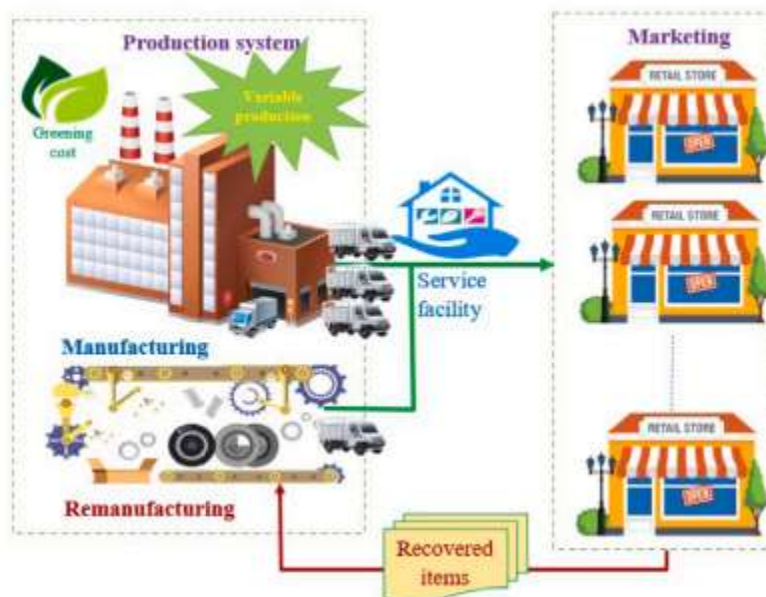 Production system
Greening
cost
Variable
production
Manufacturing
Remanufacturing
Service
facility
Marketing
RETAIL STORE
OPEN
RETAIL STORE
OPEN
RETAIL STORE
OPEN
Recovered
items